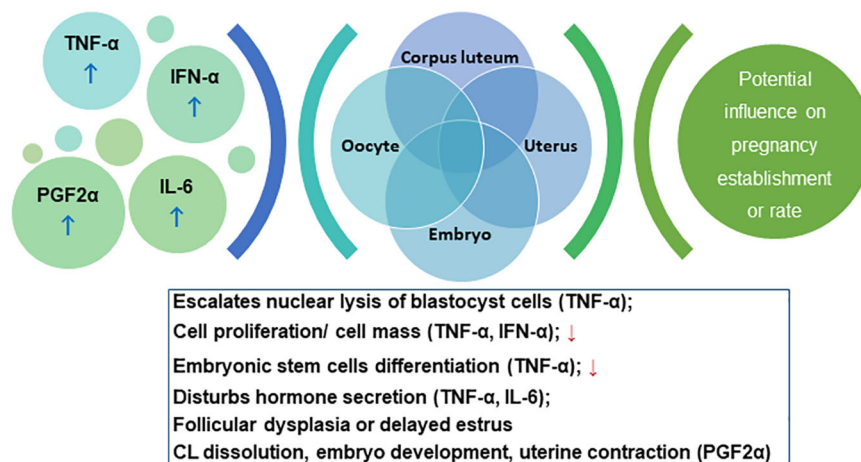 TNF-α
↑
IFN-α
↑
PGF2α
↑
IL-6
↑
Corpus luteum
Oocyte
Uterus
Embryo
Potential
influence on
pregnancy
establishment
or rate
Escalates nuclear lysis of blastocyst cells (TNF-α);
Cell proliferation/ cell mass (TNF-α, IFN-α); ↓
Embryonic stem cells differentiation (TNF-α); ↓
Disturbs hormone secretion (TNF-α, IL-6);
Follicular dysplasia or delayed estrus
CL dissolution, embryo development, uterine contraction (PGF2α)